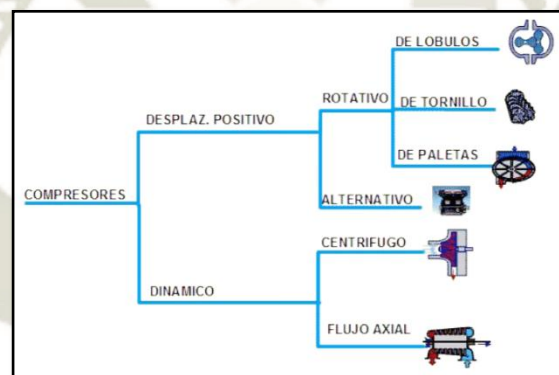 DE LOBULOS
ROTATIVO
DE TORNILLO
DESPLAZ. POSITIVO
DE PALETAS
COMPRESORES
ALTERNATIVO
CENTRIFUGO
DINAMICO
FLUJO AXIAL